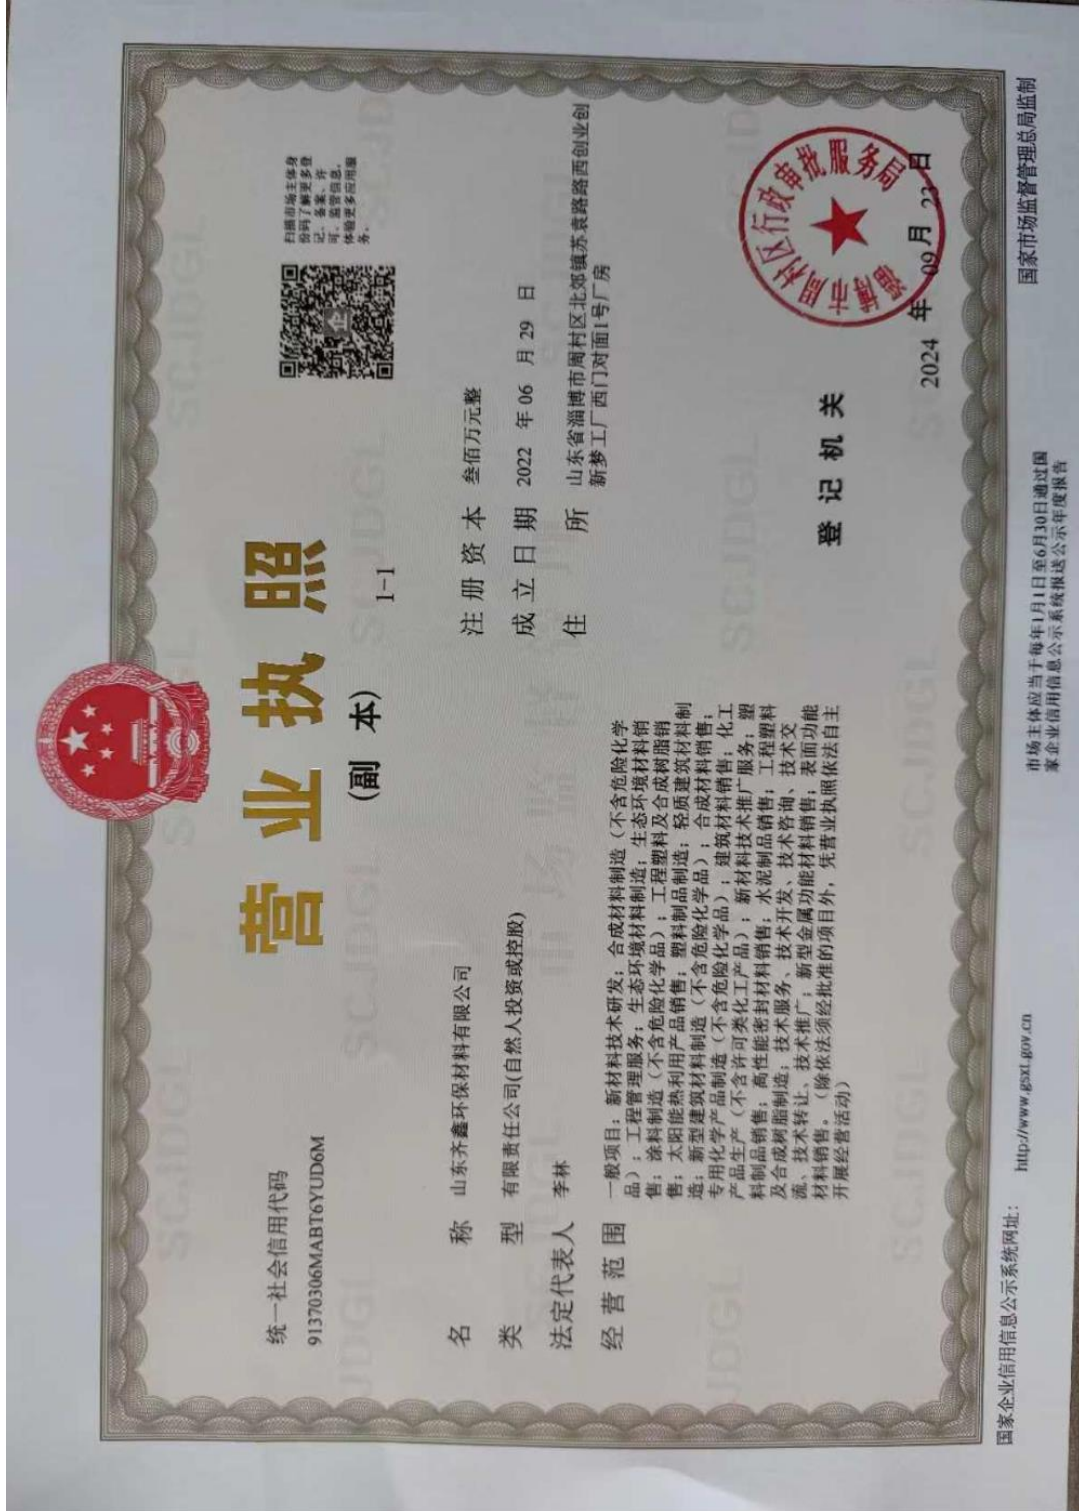 统一社会信用代码
91370306MABT6YUD6M
营业执照
(副 本)
1-1
扫描市场主体身
份码了解更多登
记、备案、许
可、监管信息，
体验更多应用服
务。
名 称 山东齐鑫环保材料有限公司
类 型 有限责任公司(自然人投资或控股)
法定代表人 李林
经营范围 一般项目：新材料技术研发；合成材料制造（不含危险化学
品）；工程管理服务；生态环境材料制造；生态环境材料销
售；涂料制造（不含危险化学品）；工程塑料及合成树脂销
售；太阳能热利用产品销售；塑料制品制造；轻质建筑材料制
造；新型建筑材料制造（不含危险化学品）；合成材料销售；
专用化学产品制造（不含危险化学品）；建筑材料销售；化工
产品生产（不含许可类化工产品）；新材料技术推广服务；塑
料制品销售；高性能密封材料销售；水泥制品销售；工程塑料
及合成树脂制造；技术服务、技术开发、技术咨询、技术交
流、技术转让、技术推广；新型金属功能材料销售；表面功能
材料销售。（除依法须经批准的项目外，凭营业执照依法自主
开展经营活动）
注册资本 叁佰万元整
成立日期 2022 年 06 月 29 日
住 所 山东省淄博市周村区北郊镇苏袁路路西创业创
新梦工厂西门对面1号厂房
登记机关
淄博市周村区行政审批服务局
2024 年 09 月 23 日
国家企业信用信息公示系统网址： http://www.gsxt.gov.cn
市场主体应当于每年1月1日至6月30日通过国
家企业信用信息公示系统报送公示年度报告
国家市场监督管理总局监制
SCJDGL